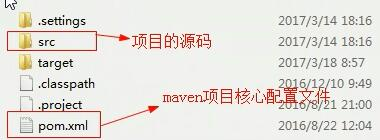 .settings 2017/3/14 18:16
src 项目的源码 2017/3/14 18:16
target 2017/3/18 8:57
.classpath 2016/12/10 9:49
.project 2016/8/21 21:00
pom.xml maven项目核心配置文件 2016/8/22 12:04